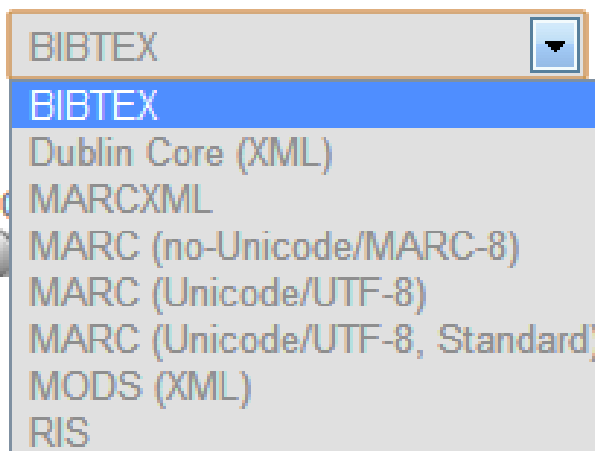 BIBTEX
BIBTEX
Dublin Core (XML)
MARCXML
MARC (no-Unicode/MARC-8)
MARC (Unicode/UTF-8)
MARC (Unicode/UTF-8, Standard)
MODS (XML)
RIS